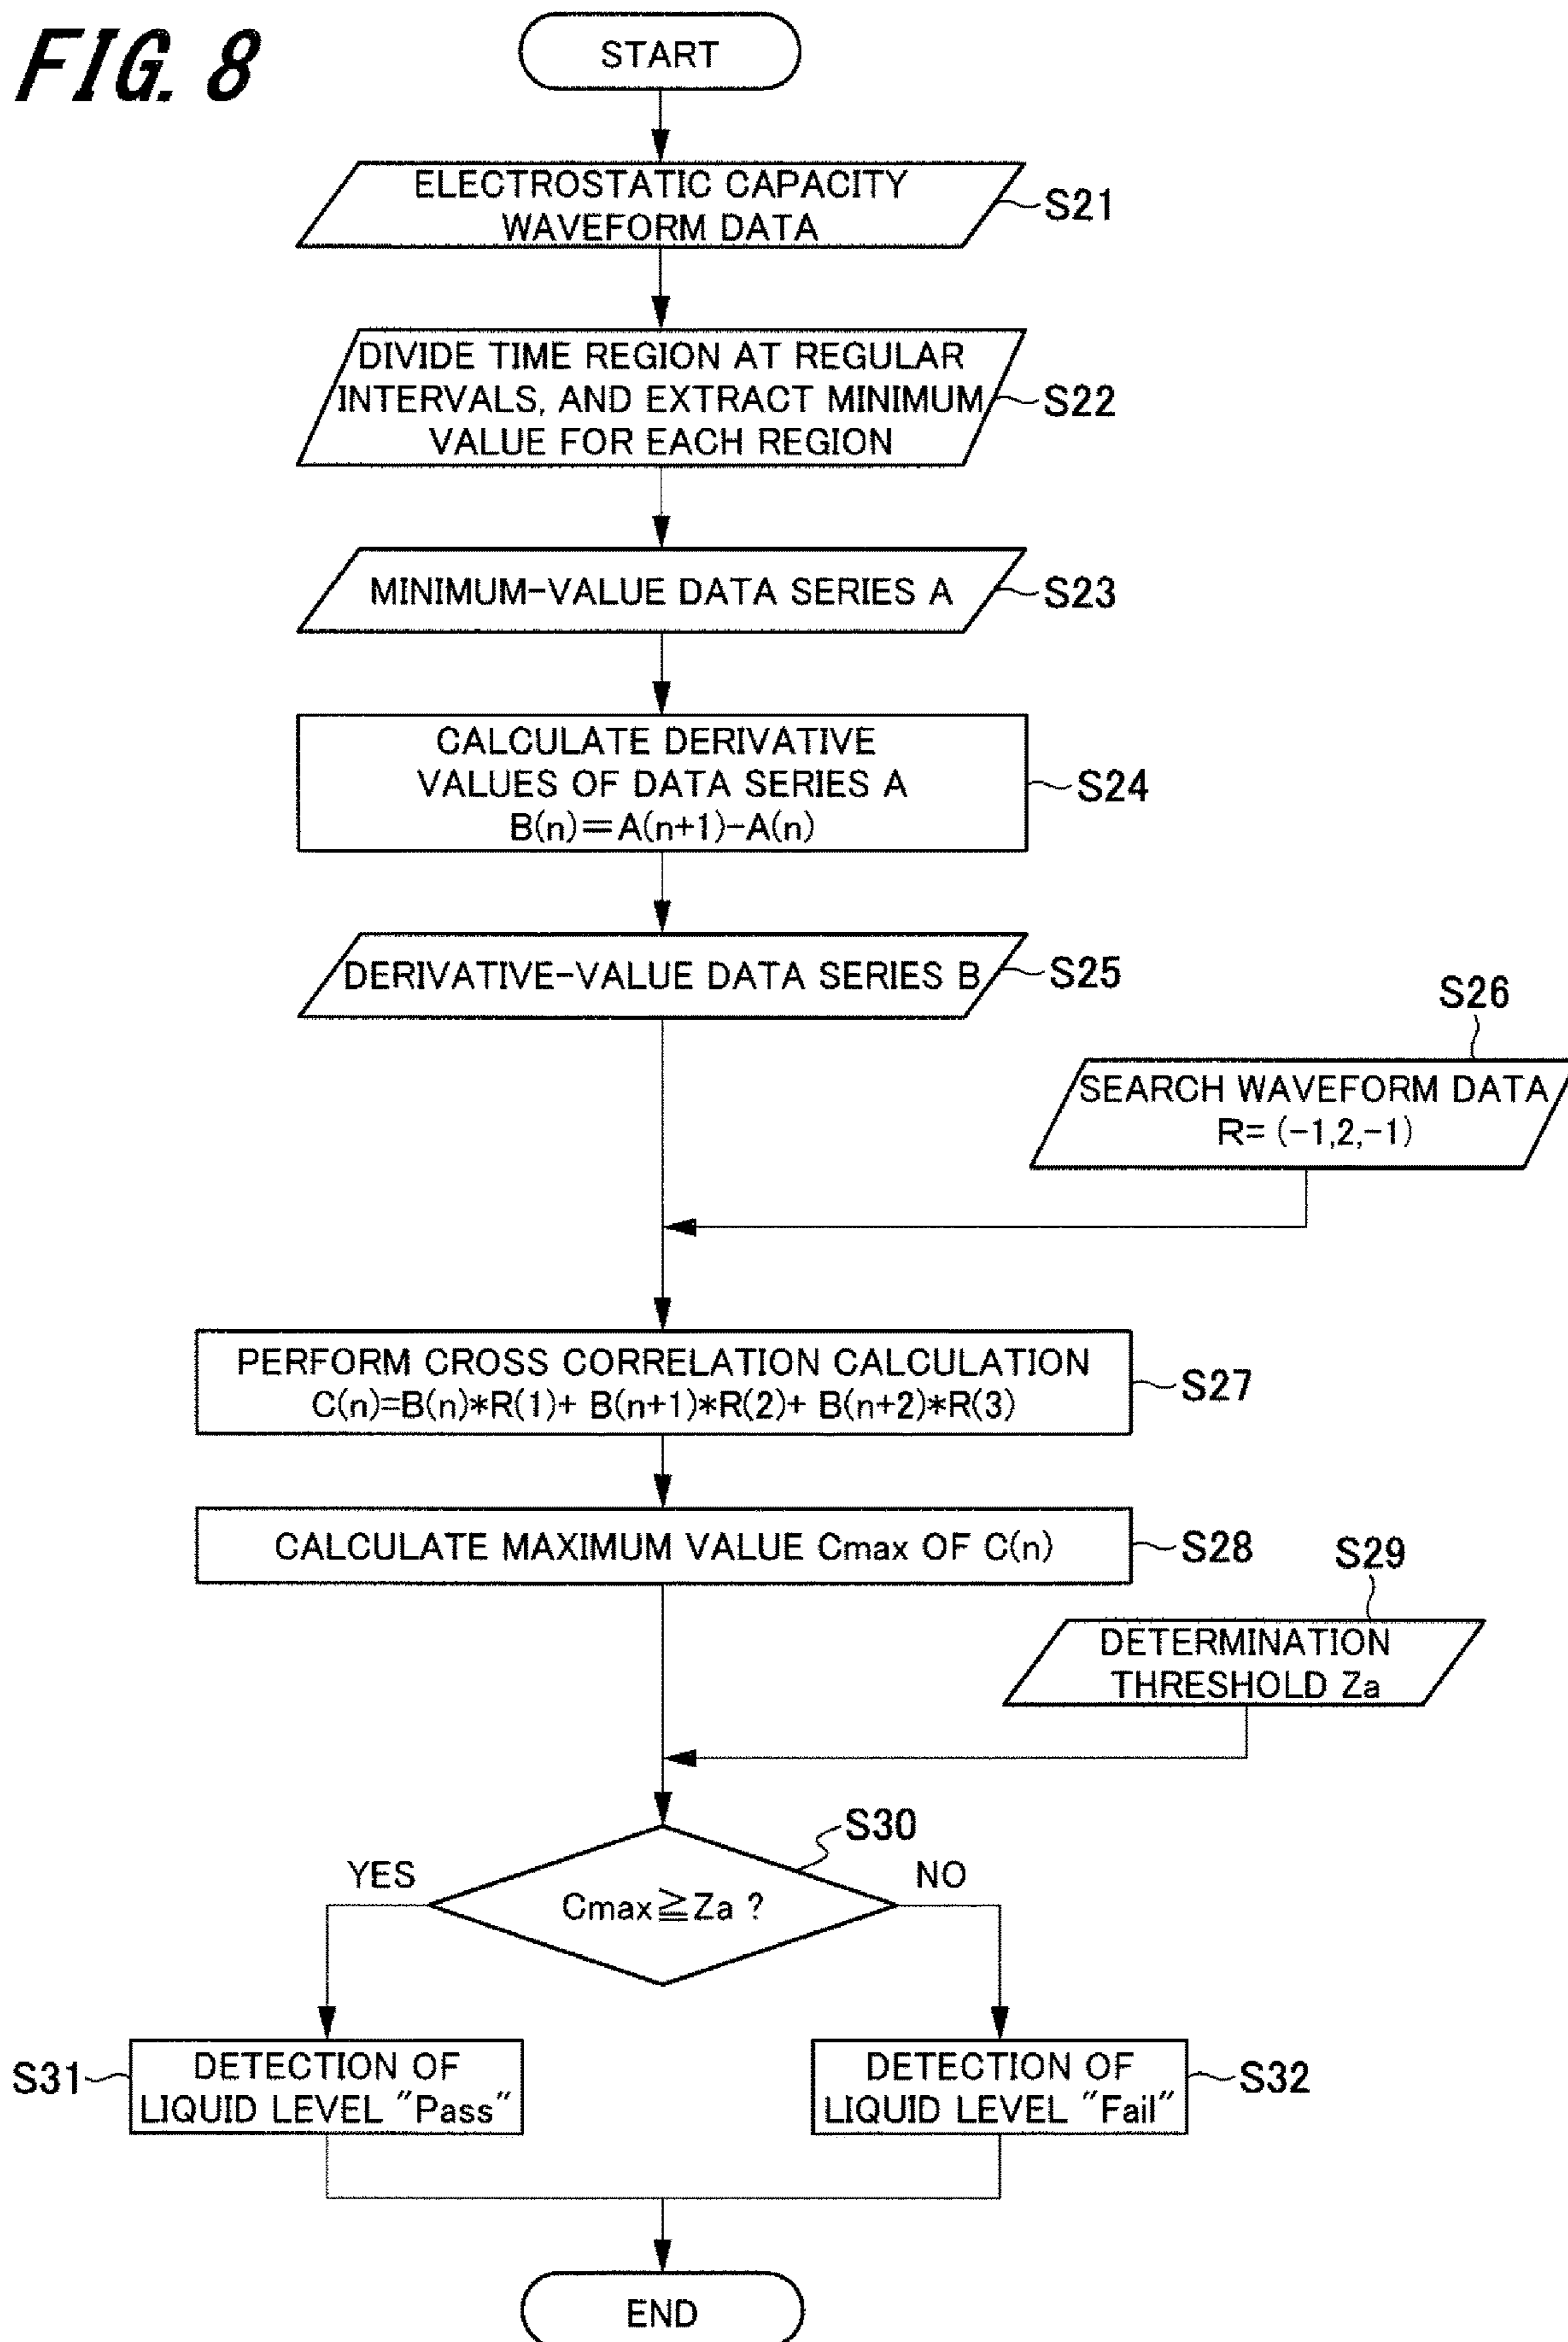 FIG. 8
START
ELECTROSTATIC CAPACITY
WAVEFORM DATA
S21
DIVIDE TIME REGION AT REGULAR
INTERVALS, AND EXTRACT MINIMUM
VALUE FOR EACH REGION
S22
MINIMUM-VALUE DATA SERIES A
S23
CALCULATE DERIVATIVE
VALUES OF DATA SERIES A
B(n)=A(n+1)-A(n)
S24
DERIVATIVE-VALUE DATA SERIES B
S25
S26
SEARCH WAVEFORM DATA
R= (-1,2,-1)
PERFORM CROSS CORRELATION CALCULATION
C(n)=B(n)*R(1)+ B(n+1)*R(2)+ B(n+2)*R(3)
S27
CALCULATE MAXIMUM VALUE Cmax OF C(n)
S28
S29
DETERMINATION
THRESHOLD Za
S30
YES
NO
Cmax≧Za ?
S31
DETECTION OF
LIQUID LEVEL "Pass"
DETECTION OF
LIQUID LEVEL "Fail"
S32
END